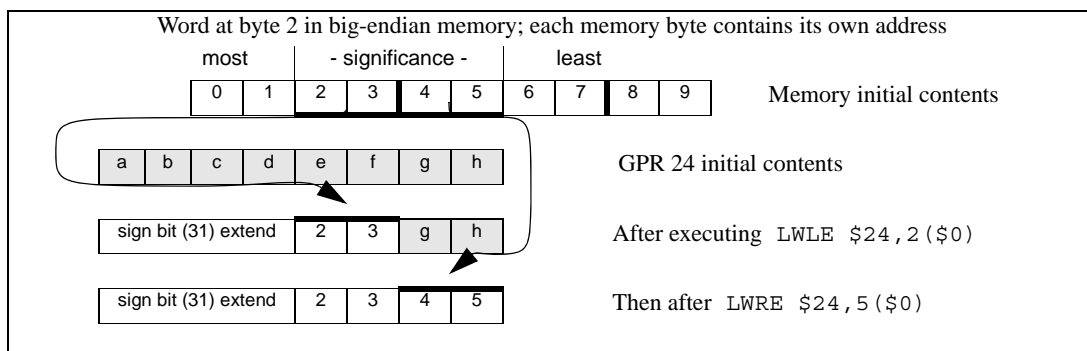 Word at byte 2 in big-endian memory; each memory byte contains its own address
most - significance - least
0 1 2 3 4 5 6 7 8 9 Memory initial contents
a b c d e f g h GPR 24 initial contents
sign bit (31) extend 2 3 g h After executing LWLE $24,2($0)
sign bit (31) extend 2 3 4 5 Then after LWRE $24,5($0)